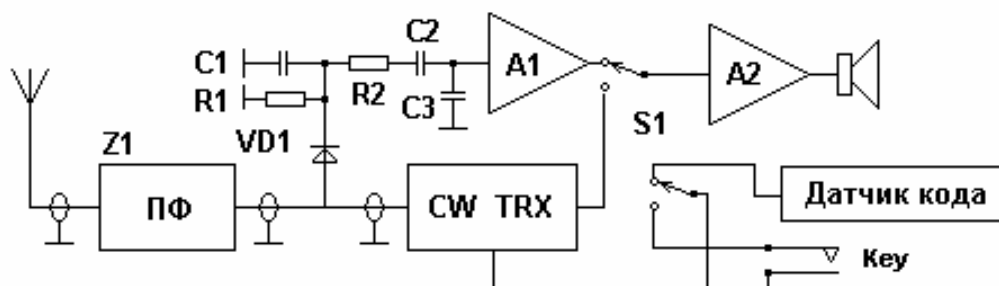 C1
C2
R1
R2
C3
A1
A2
Z1
VD1
S1
ПФ
CW TRX
Датчик кода
Key